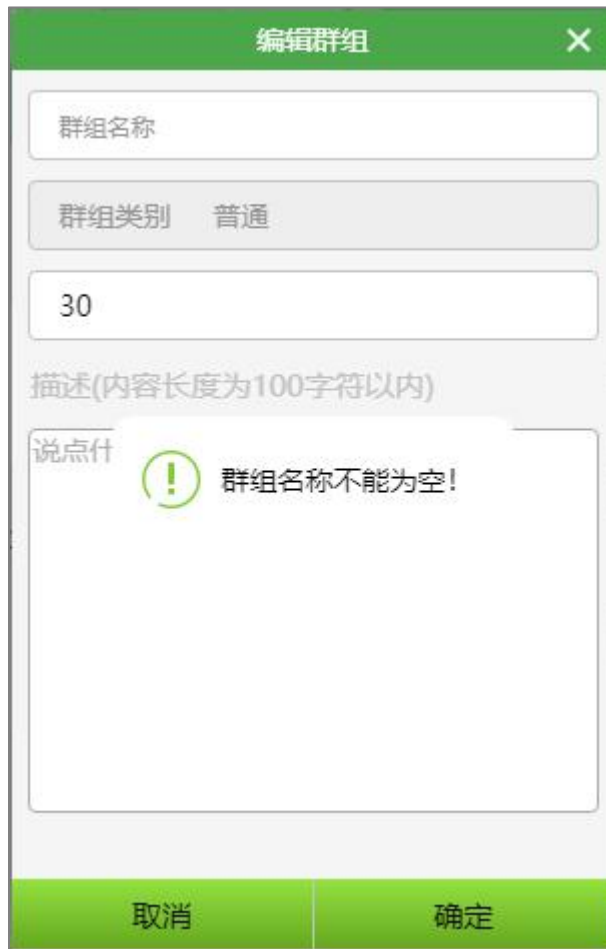 编辑群组
群组名称
群组类别 普通
30
描述(内容长度为100字符以内)
说点什
群组名称不能为空!
取消 确定